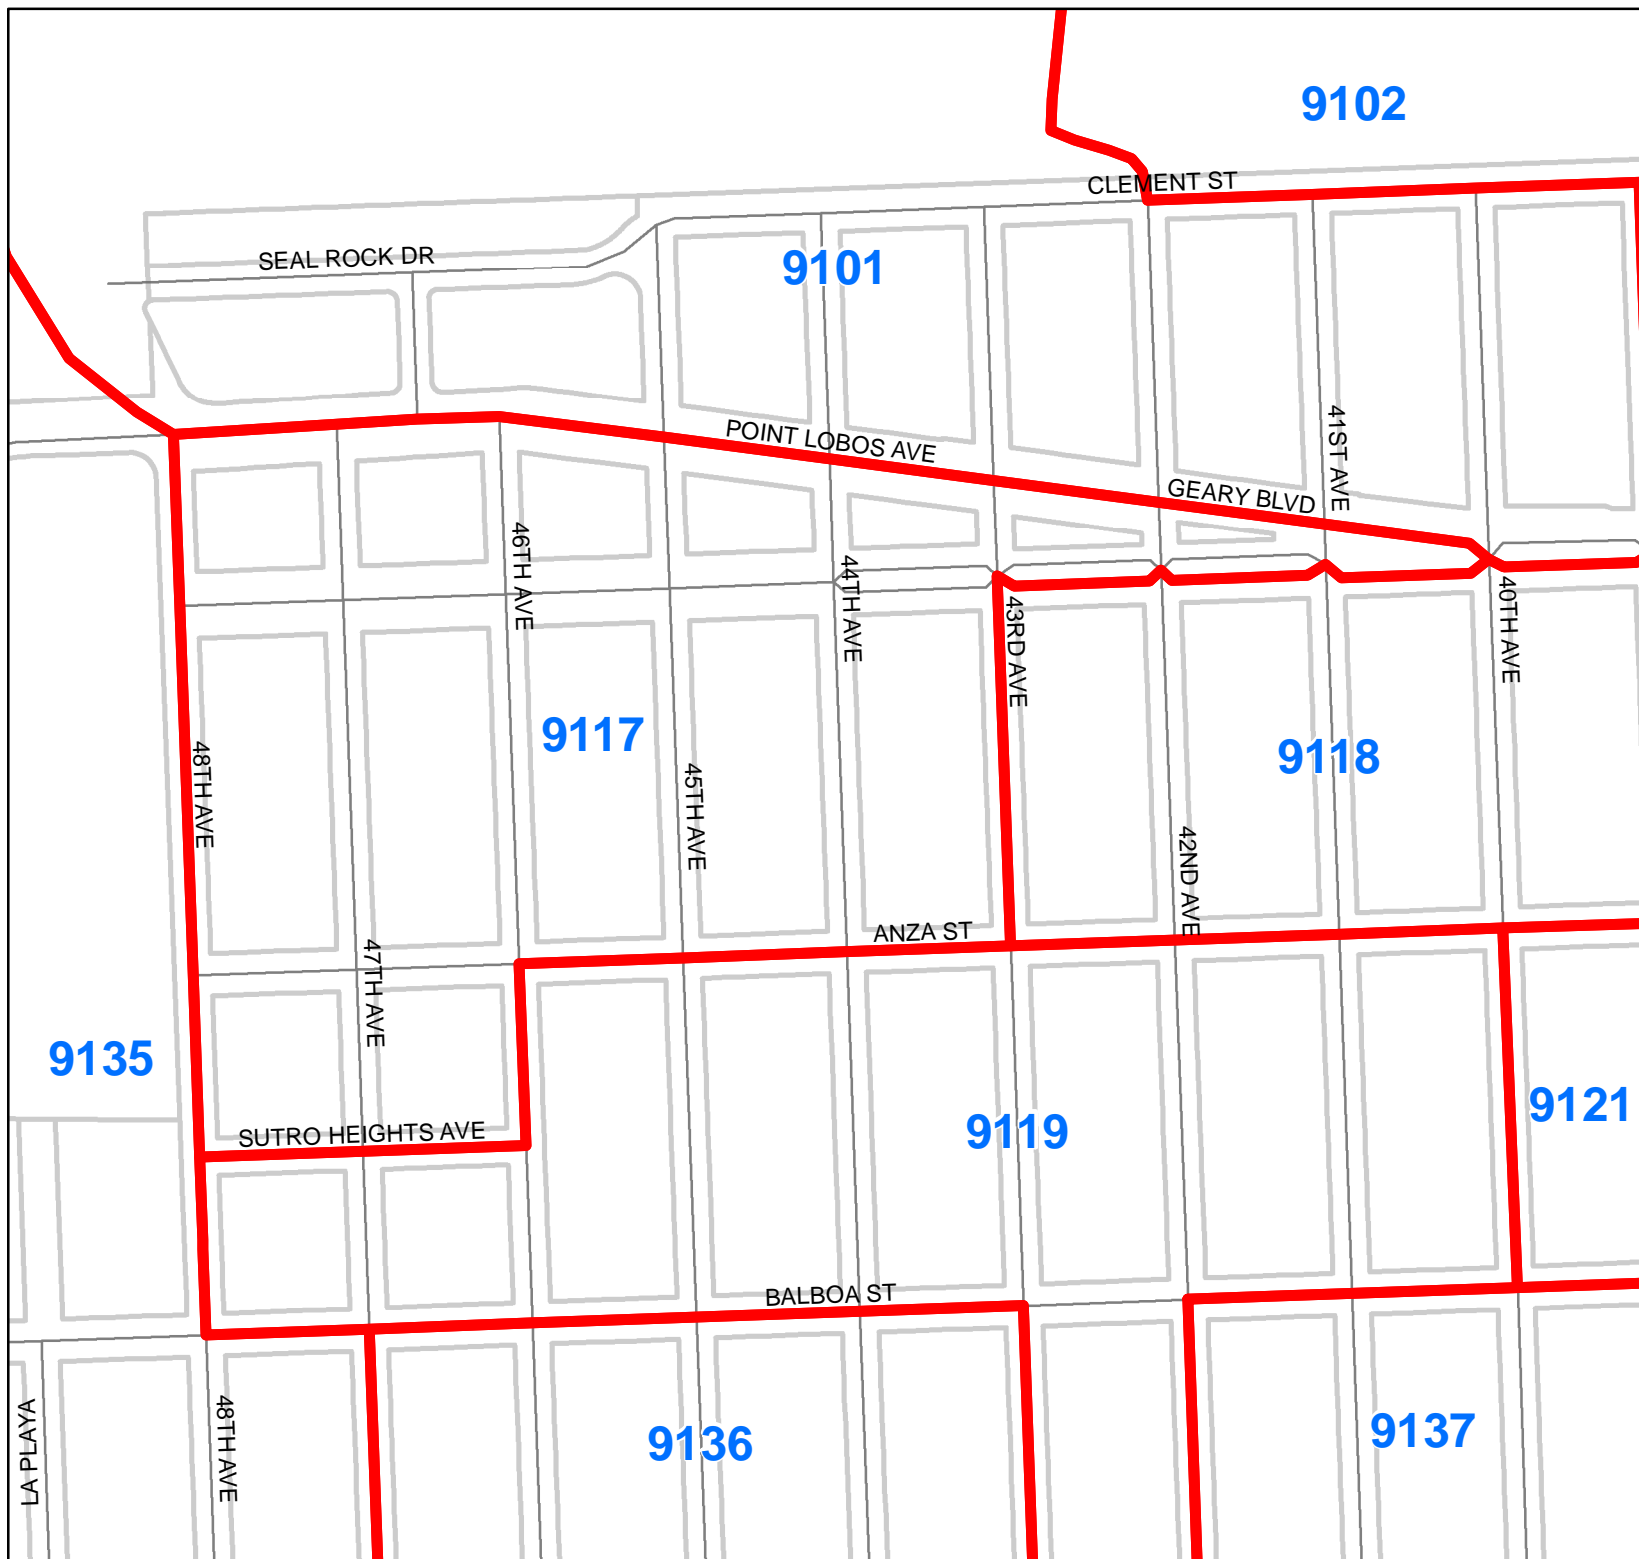 9102
CLEMENT ST
SEAL ROCK DR
9101
POINT LOBOS AVE
41ST AVE
GEARY BLVD
46TH AVE
44TH AVE
43RD AVE
40TH AVE
9117
9118
48TH AVE
45TH AVE
42ND AVE
ANZA ST
47TH AVE
9135
9121
SUTRO HEIGHTS AVE
9119
BALBOA ST
LA PLAYA
48TH AVE
9136
9137